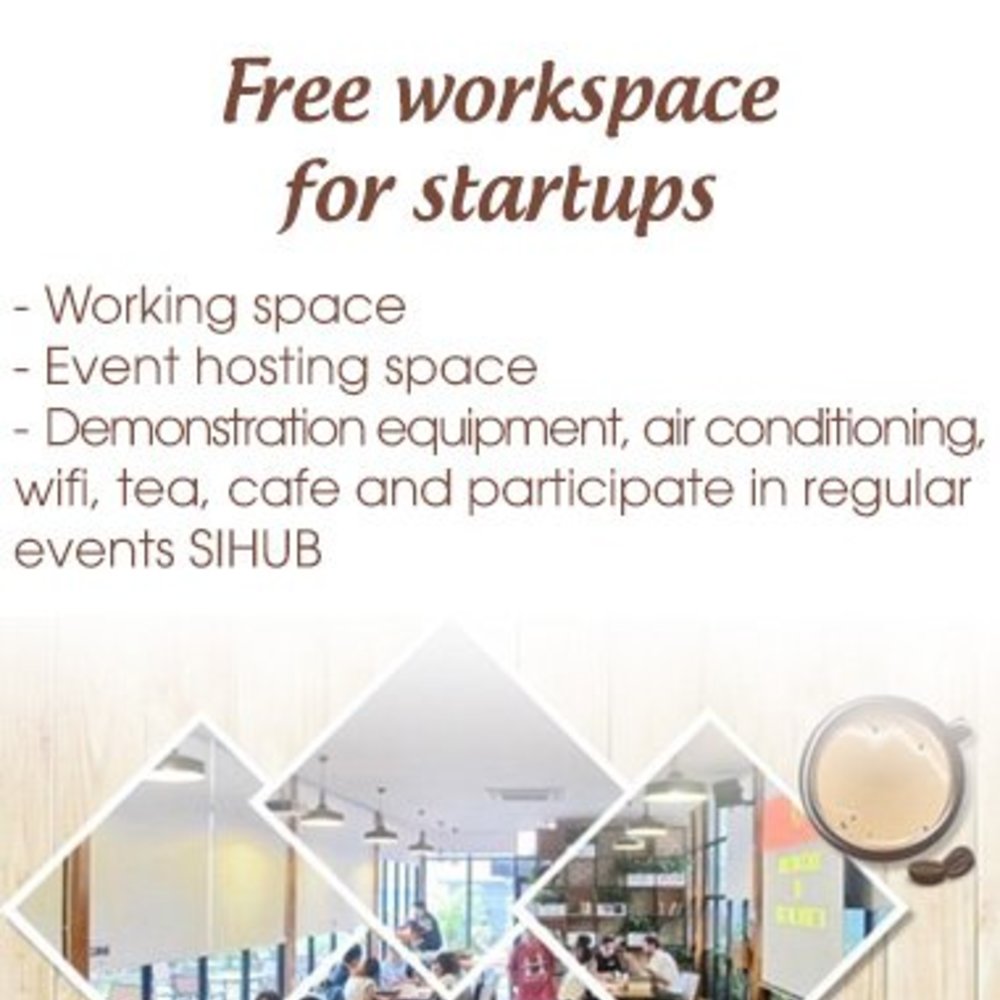 Free workspace
for startups
- Working space
- Event hosting space
- Demonstration equipment, air conditioning,
wifi, tea, cafe and participate in regular
events SIHUB